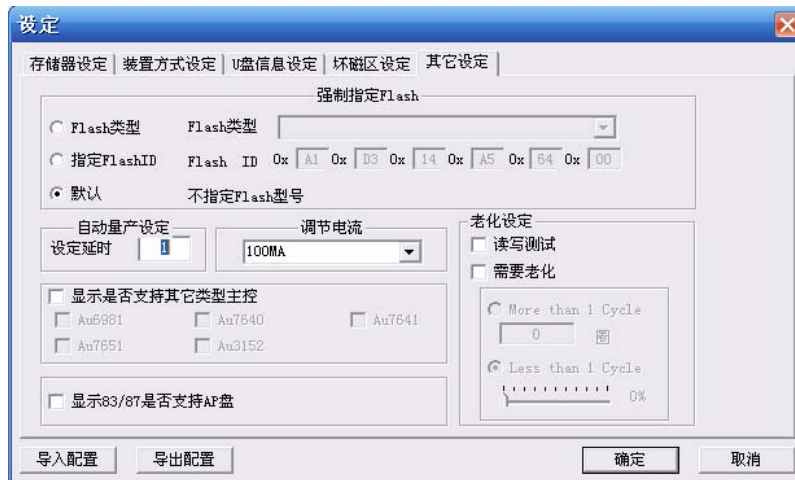 设定
存储器设定 装置方式设定 U盘信息设定 坏磁区设定 其它设定
强制指定Flash
Flash类型 Flash类型
指定FlashID Flash ID 0x A1 0x D3 0x 14 0x A5 0x 64 0x 00
默认 不指定Flash型号
自动量产设定
设定延时 1
调节电流
100MA
老化设定
读写测试
需要老化
More than 1 Cycle
0 圈
Less than 1 Cycle
0%
显示是否支持其它类型主控
Au6981 Au7640 Au7641
Au7651 Au3152
显示83/87是否支持AP盘
导入配置 导出配置 确定 取消